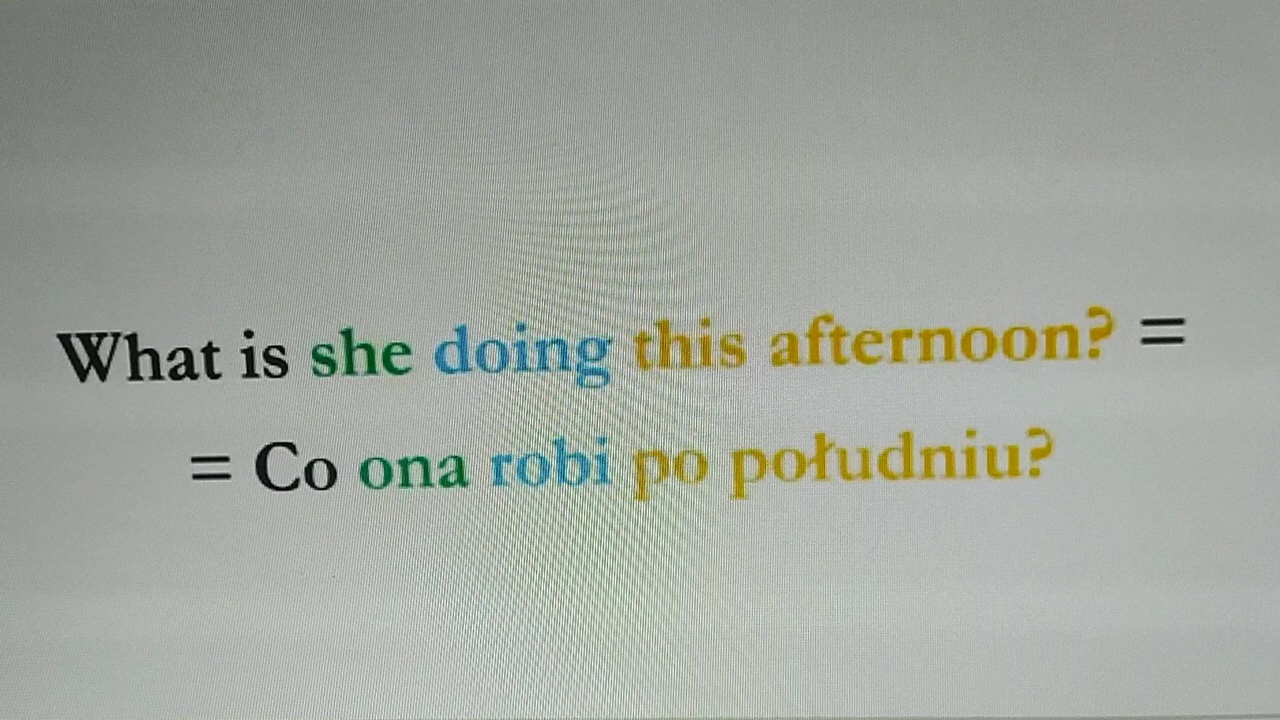 What is she doing this afternoon? =
= Co ona robi po południu?